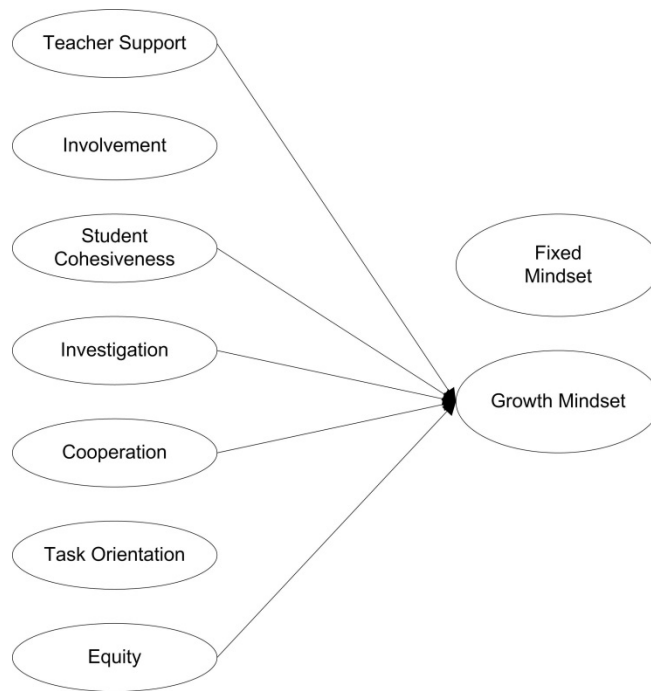 Teacher Support
Involvement
Student
Cohesiveness
Investigation
Cooperation
Task Orientation
Equity
Fixed
Mindset
Growth Mindset